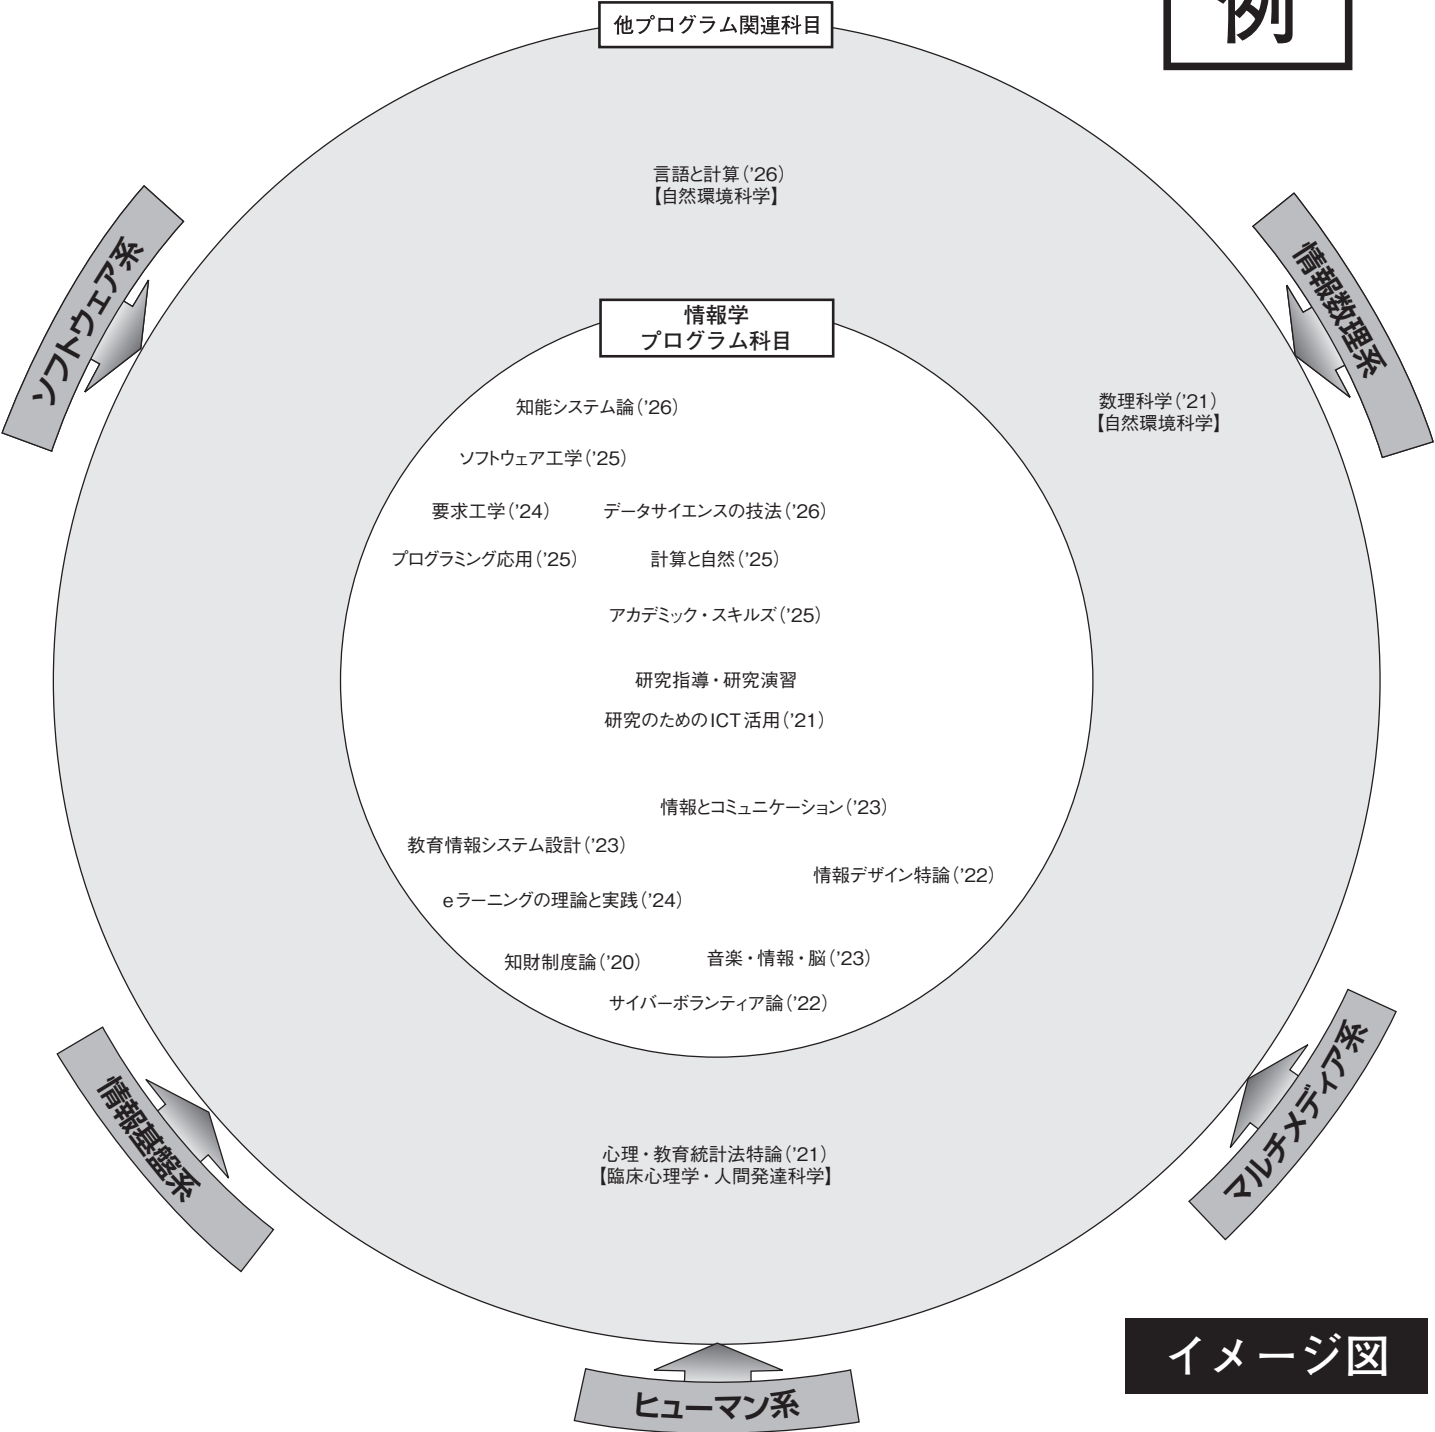 他プログラム関連科目
例
言語と計算('26)
【自然環境科学】
ソフトウェア系
情報数理系
情報学
プログラム科目
数理科学('21)
【自然環境科学】
知能システム論('26)
ソフトウェア工学('25)
要求工学('24)
データサイエンスの技法('26)
プログラミング応用('25)
計算と自然('25)
アカデミック・スキルズ('25)
研究指導・研究演習
研究のためのICT活用('21)
情報とコミュニケーション('23)
教育情報システム設計('23)
情報デザイン特論('22)
eラーニングの理論と実践('24)
知財制度論('20)
音楽・情報・脳('23)
サイバーボランティア論('22)
情報基盤系
マルチメディア系
心理・教育統計法特論('21)
【臨床心理学・人間発達科学】
イメージ図
ヒューマン系